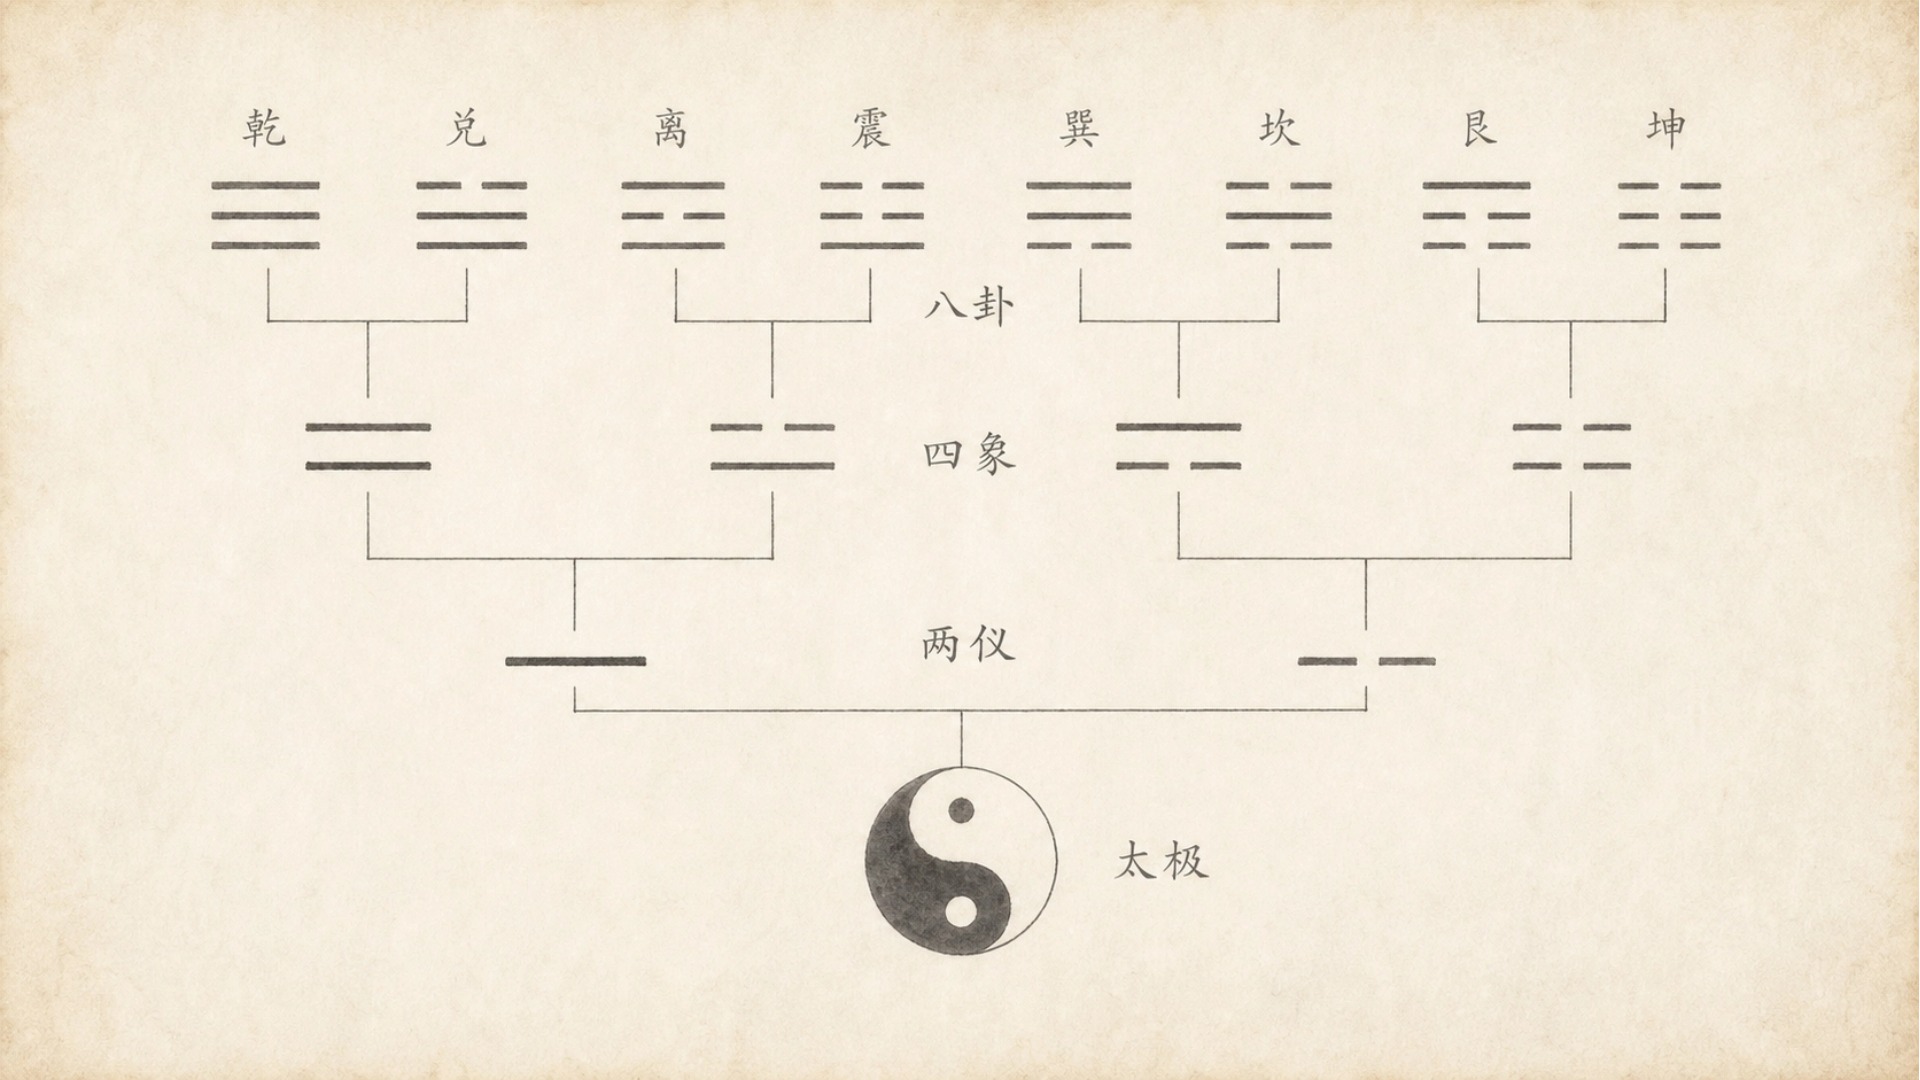 乾 兑 离 震 巽 坎 艮 坤
八卦
四象
两仪
太极